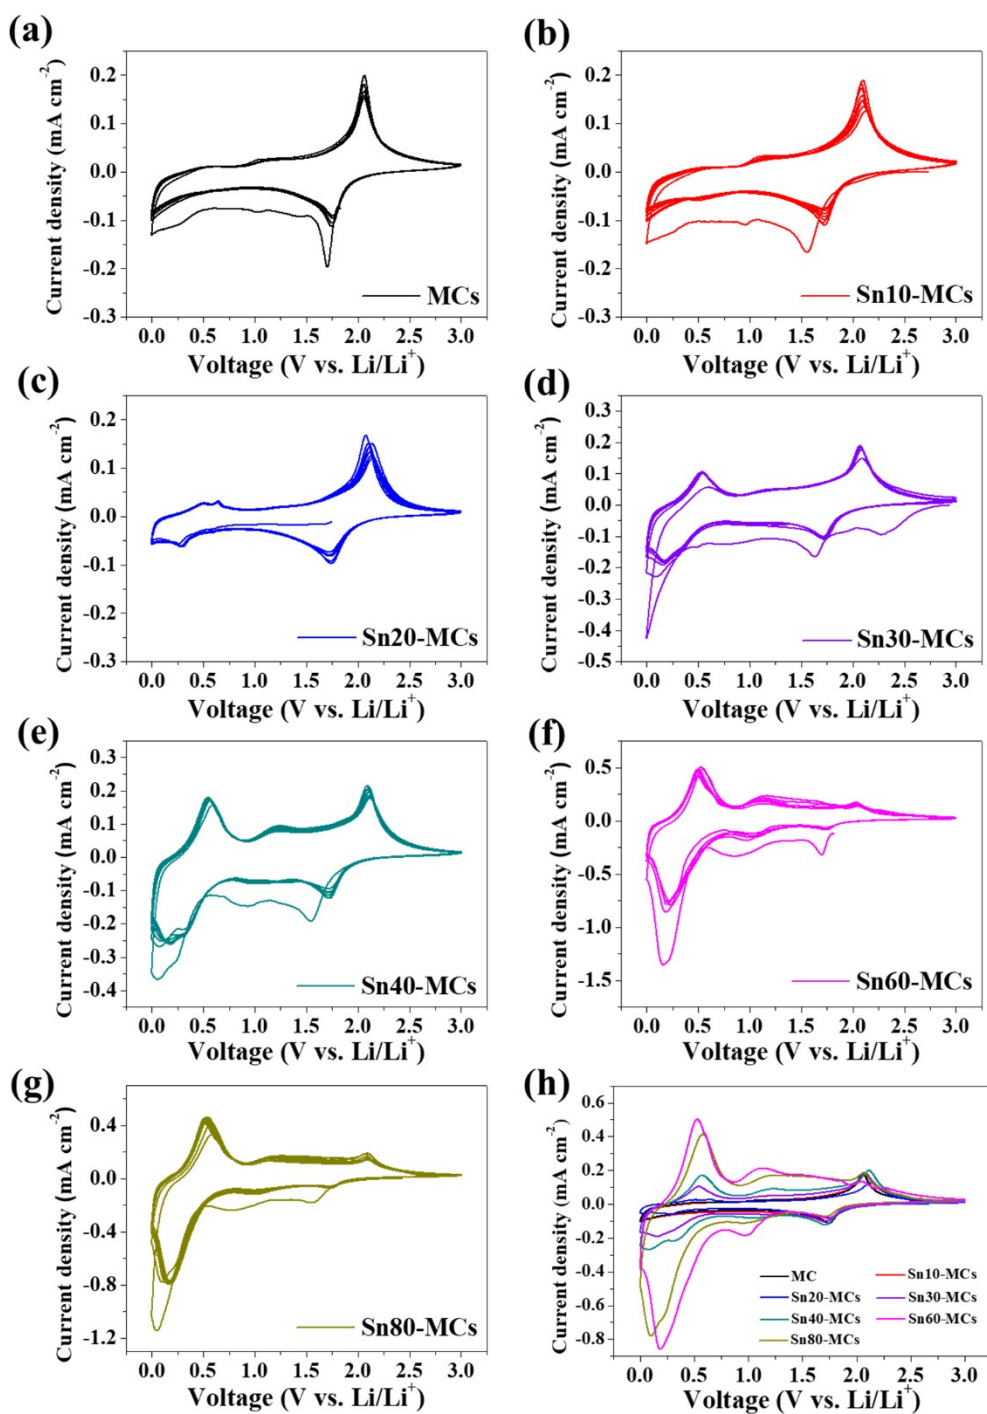 (a)
Current density (mA cm-2)
0.2
0.1
0.0
-0.1
-0.2
-0.3
MCs
0.0 0.5 1.0 1.5 2.0 2.5 3.0
Voltage (V vs. Li/Li+)
(b)
Current density (mA cm-2)
0.2
0.1
0.0
-0.1
-0.2
-0.3
Sn10-MCs
0.0 0.5 1.0 1.5 2.0 2.5 3.0
Voltage (V vs. Li/Li+)
(c)
Current density (mA cm-2)
0.2
0.1
0.0
-0.1
-0.2
-0.3
Sn20-MCs
0.0 0.5 1.0 1.5 2.0 2.5 3.0
Voltage (V vs. Li/Li+)
(d)
Current density (mA cm-2)
0.3
0.2
0.1
0.0
-0.1
-0.2
-0.3
-0.4
-0.5
Sn30-MCs
0.0 0.5 1.0 1.5 2.0 2.5 3.0
Voltage (V vs. Li/Li+)
(e)
Current density (mA cm-2)
0.3
0.2
0.1
0.0
-0.1
-0.2
-0.3
-0.4
Sn40-MCs
0.0 0.5 1.0 1.5 2.0 2.5 3.0
Voltage (V vs. Li/Li+)
(f)
Current density (mA cm-2)
0.5
0.0
-0.5
-1.0
-1.5
Sn60-MCs
0.0 0.5 1.0 1.5 2.0 2.5 3.0
Voltage (V vs. Li/Li+)
(g)
Current density (mA cm-2)
0.4
0.0
-0.4
-0.8
-1.2
Sn80-MCs
0.0 0.5 1.0 1.5 2.0 2.5 3.0
Voltage (V vs. Li/Li+)
(h)
Current density (mA cm-2)
0.6
0.4
0.2
0.0
-0.2
-0.4
-0.6
-0.8
MC Sn10-MCs
Sn20-MCs Sn30-MCs
Sn40-MCs Sn60-MCs
Sn80-MCs
0.0 0.5 1.0 1.5 2.0 2.5 3.0
Voltage (V vs. Li/Li+)